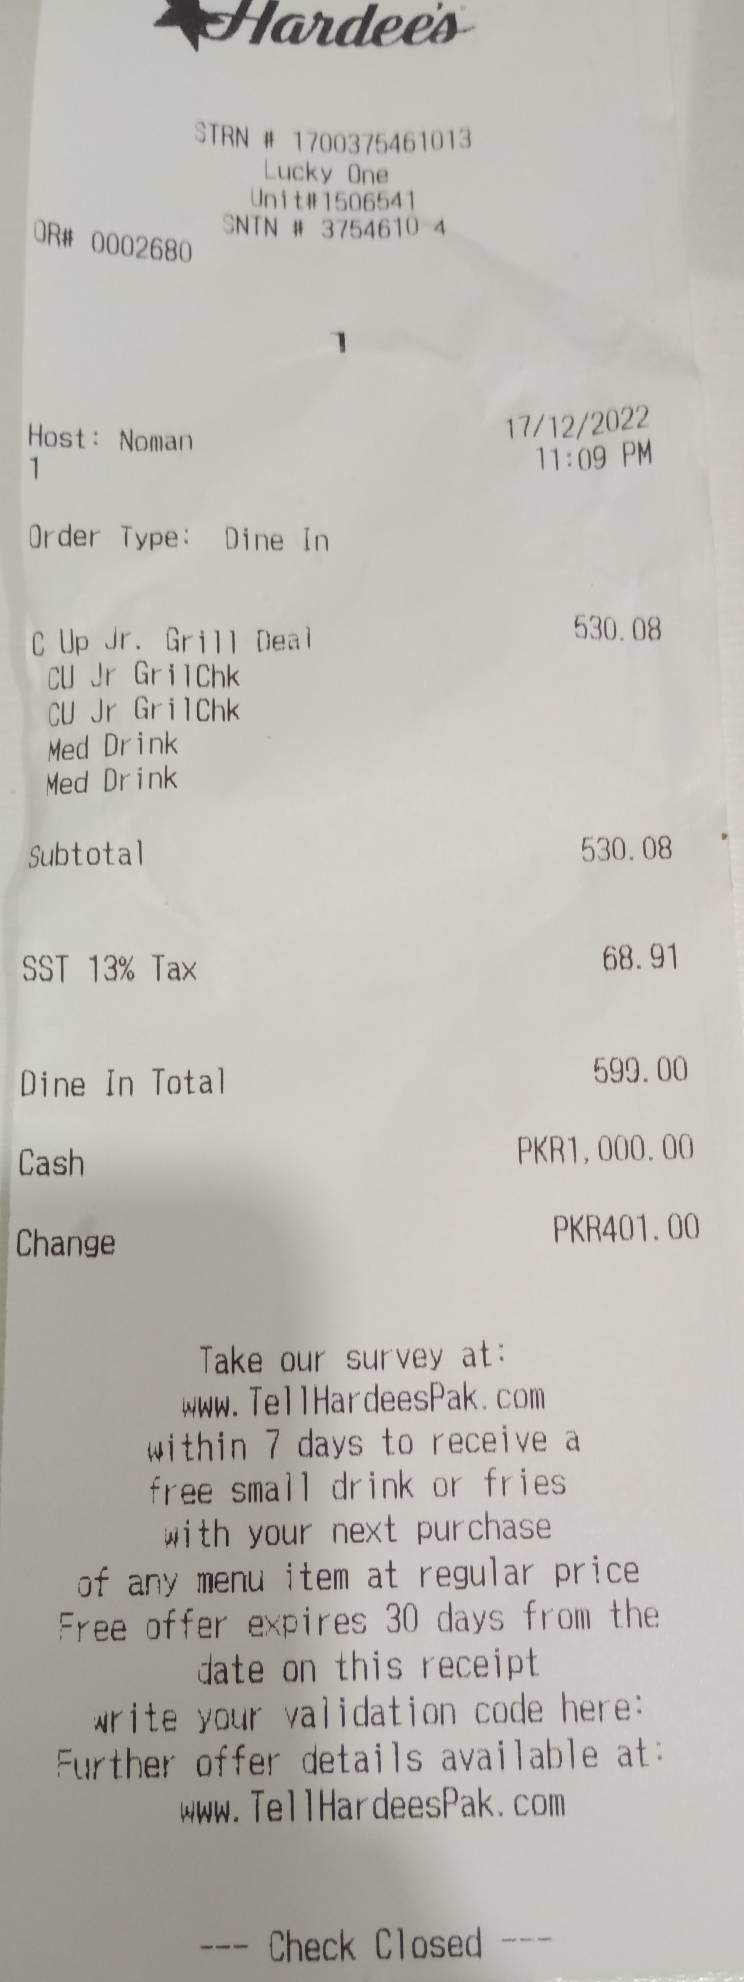 Hardee's
STRN # 1700375461013
Lucky One
Unit#1506541
SNTN # 3754610 4
OR# 0002680
1
Host: Noman
17/12/2022
1
11:09 PM
Order Type: Dine In
C Up Jr. Grill Deal 530.08
CU Jr GrilChk
CU Jr GrilChk
Med Drink
Med Drink
Subtotal 530.08
SST 13% Tax 68.91
Dine In Total 599.00
Cash PKR1,000.00
Change PKR401.00
Take our survey at:
www.TellHardeesPak.com
within 7 days to receive a
free small drink or fries
with your next purchase
of any menu item at regular price
Free offer expires 30 days from the
date on this receipt
write your validation code here:
Further offer details available at:
www.TellHardeesPak.com
--- Check Closed ---